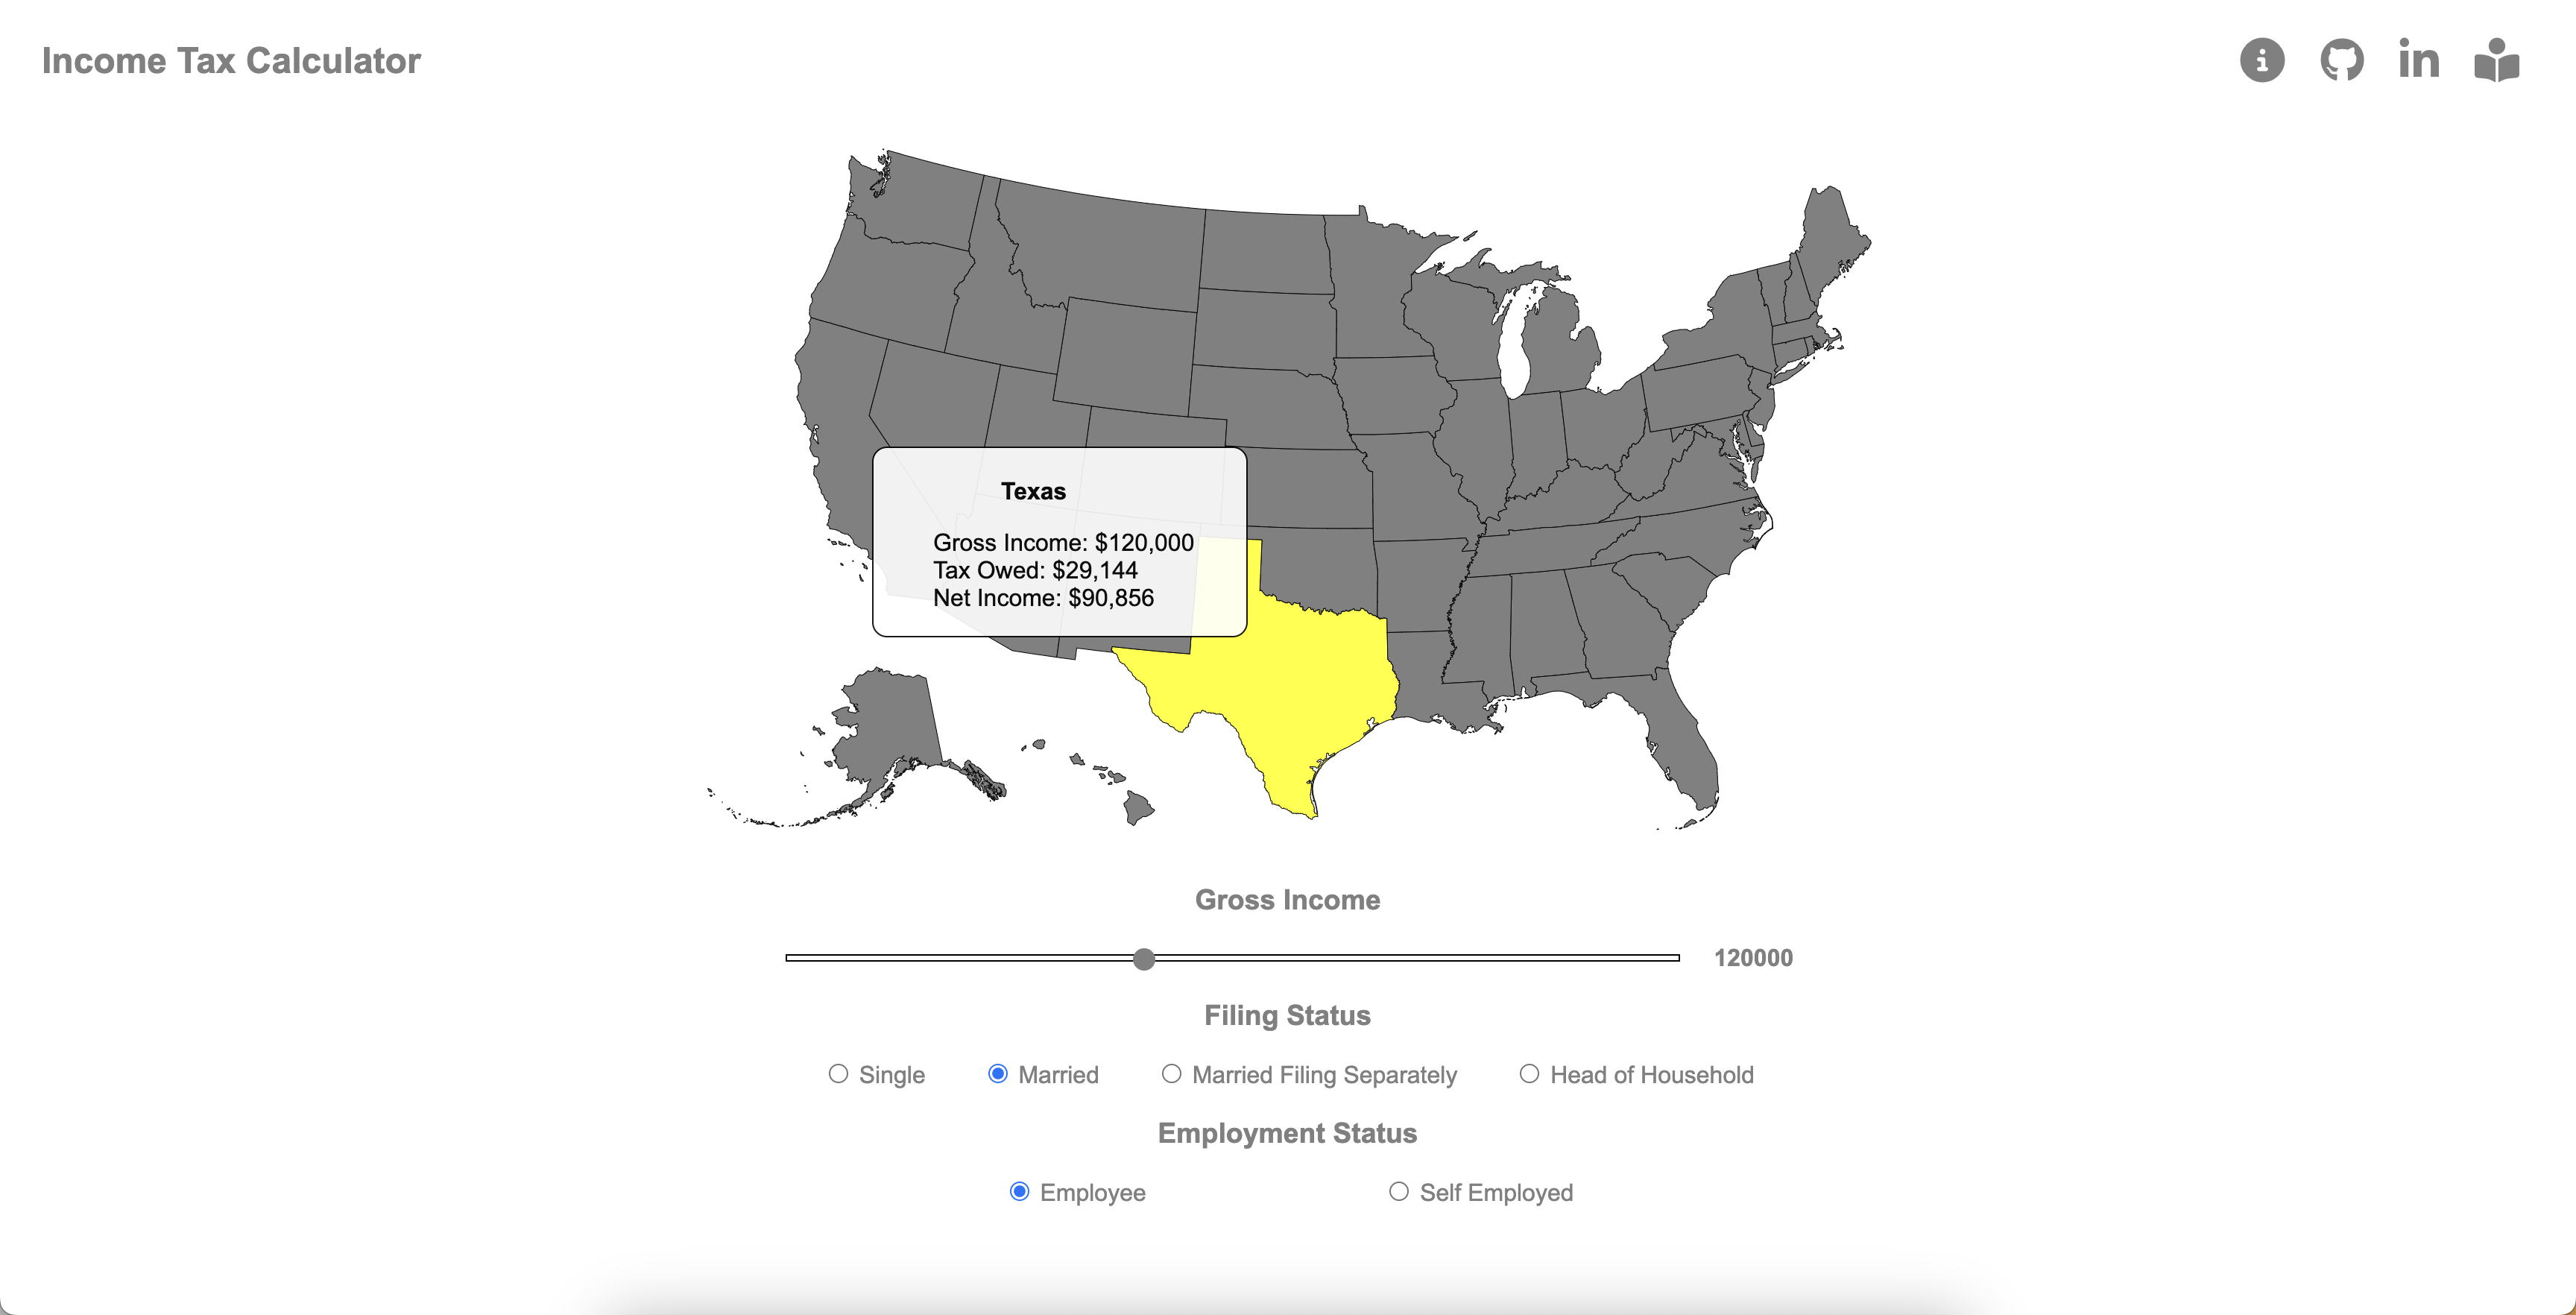 Income Tax Calculator
Texas
Gross Income: $120,000
Tax Owed: $29,144
Net Income: $90,856
Gross Income
120000
Filing Status
Single Married Married Filing Separately Head of Household
Employment Status
Employee Self Employed